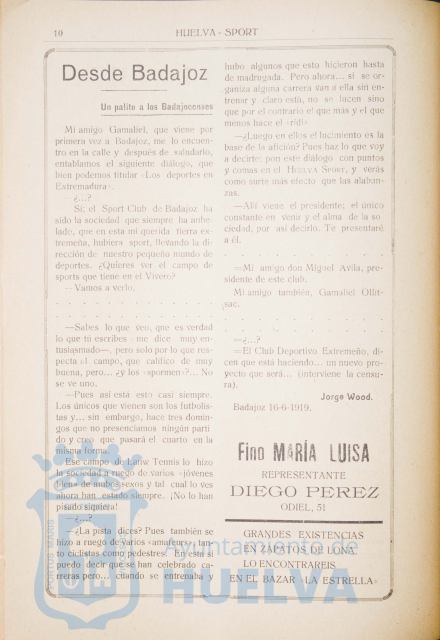 10
HUELVA - SPORT
Desde Badajoz
Un palito a los Badajocenses
Mi amigo Gamaliel, que viene por
primera vez a Badajoz, me lo encuen-
tro en la calle y después de saludarlo,
entablamos el siguiente diálogo, que
bien podemos titular «Los deportes en
Extremadura».
—¿...?
Si; el Sport Club de Badajoz ha
sido la sociedad que siempre ha anhe-
lado, que en esta mi querida tierra ex-
tremeña, hubiera sport, llevando la di-
rección de nuestro pequeño mundo de
deportes. ¿Quieres ver el campo de
sports que tiene en el Vivero?
—Vamos a verlo.
—Sabes lo que veo, que es verdad
lo que tú escribes - me dice muy en-
tusiasmado—, pero solo por lo que res-
pecta al campo, que califico de muy
buena, pero... ¿y los «spormen»?... No
se ve uno.
—Pues así está esto casi siempre.
Los únicos que vienen son los futbolis-
tas y... sin embargo, hace tres domin-
gos que no presenciamos ningún parti-
do y creo que pasará el cuarto en la
misma forma.
Ese campo de Lawe Tennis lo hizo
la sociedad a ruego de varios «jóvenes
bien» de ambos sexos y tal cual lo ves
ahora han estado siempre. ¡No lo han
pisado siquiera!
—¿...?
—¿La pista dices? Pues también se
hizo a ruego de varios «amateurs» tan-
to ciclistas como pedestres. Yo esta si
puedo decir que se han celebrado ca-
rreras pero... cuando se entrenaba y
hubo algunos que esto hicieron hasta
de madrugada. Pero ahora... si se or-
ganiza alguna carrera van a ella sin en-
trenar y claro está, no se lucen sino
que por el contrario el que más y el que
menos hace el «ridi».
—¿Luego en ellos el lucimiento es la
base de la afición? Pues haz lo que voy
a decirte: pon este diálogo con puntos
y comas en el HUELVA SPORT, y verás
como surte más efecto que las alaban-
zas.
—Allí viene el presidente; el único
constante en venir y el alma de la so-
ciedad, por así decirlo. Te presentaré
a él.
=Mi amigo don Miguel Avila, pre-
sidente de este club.
Mi amigo también, Gamaliel Ollit-
sac.
=¿...?
=El Club Deportivo Extremeño, di-
cen que está haciendo... un nuevo pro-
yecto que será... (interviene la censu-
ra).
Jorge Wood.
Badajoz 16-6-1919.
Fino MARÍA LUISA
REPRESENTANTE
DIEGO PEREZ
ODIEL, 51
GRANDES EXISTENCIAS
EN ZAPATOS DE LONA
LO ENCONTRAREIS
EN EL BAZAR «LA ESTRELLA»
Ayuntamiento de
HUELVA